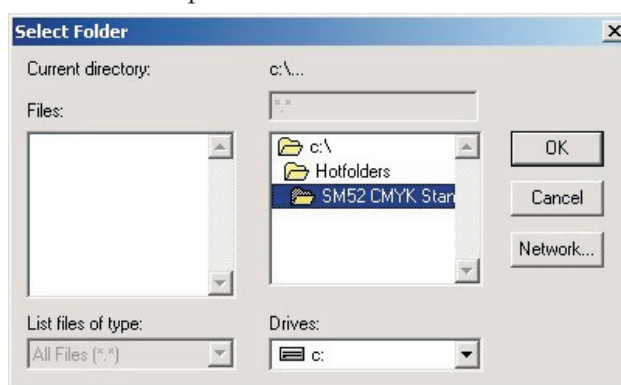 Select Folder
Current directory:
c:\...
Files:
*.*
c:\
Hotfolders
SM52 CMYK Stan
OK
Cancel
Network...
List files of type:
All Files (*.*)
Drives:
c: